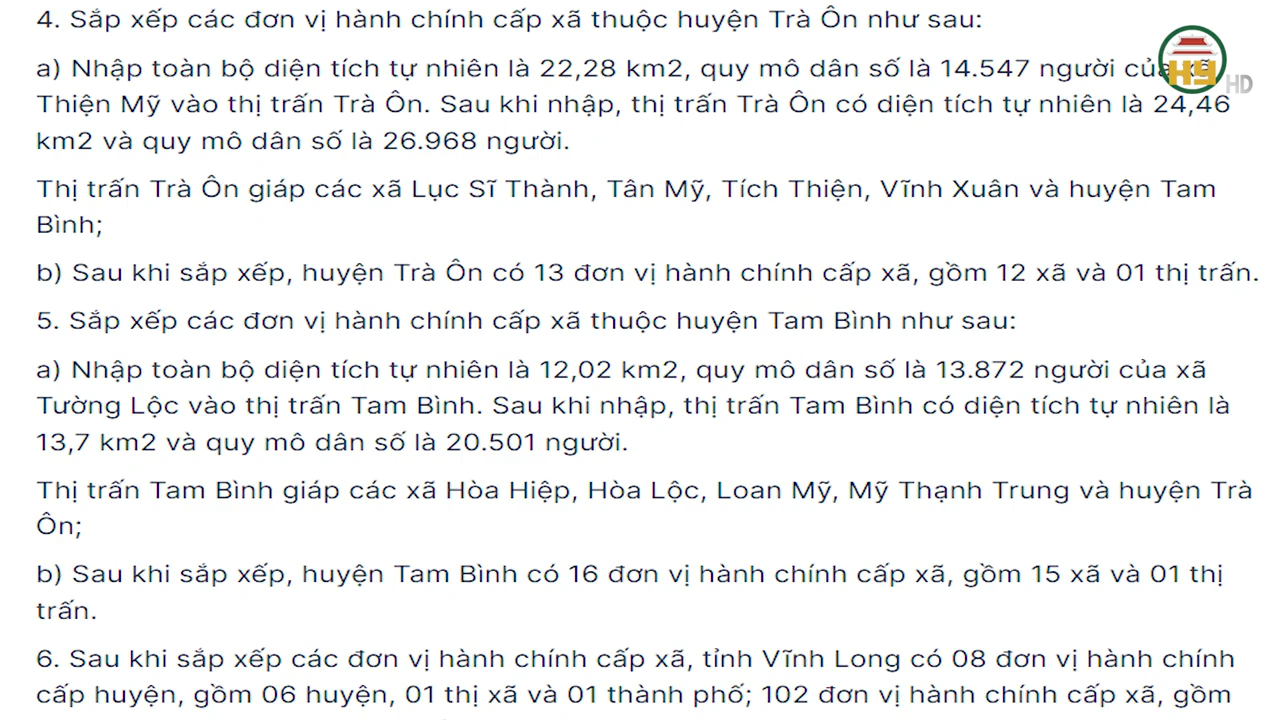 4. Sắp xếp các đơn vị hành chính cấp xã thuộc huyện Trà Ôn như sau:
a) Nhập toàn bộ diện tích tự nhiên là 22,28 km2, quy mô dân số là 14.547 người của xã
Thiện Mỹ vào thị trấn Trà Ôn. Sau khi nhập, thị trấn Trà Ôn có diện tích tự nhiên là 24,46
km2 và quy mô dân số là 26.968 người.
Thị trấn Trà Ôn giáp các xã Lục Sĩ Thành, Tân Mỹ, Tích Thiện, Vĩnh Xuân và huyện Tam
Bình;
b) Sau khi sắp xếp, huyện Trà Ôn có 13 đơn vị hành chính cấp xã, gồm 12 xã và 01 thị trấn.
5. Sắp xếp các đơn vị hành chính cấp xã thuộc huyện Tam Bình như sau:
a) Nhập toàn bộ diện tích tự nhiên là 12,02 km2, quy mô dân số là 13.872 người của xã
Tường Lộc vào thị trấn Tam Bình. Sau khi nhập, thị trấn Tam Bình có diện tích tự nhiên là
13,7 km2 và quy mô dân số là 20.501 người.
Thị trấn Tam Bình giáp các xã Hòa Hiệp, Hòa Lộc, Loan Mỹ, Mỹ Thạnh Trung và huyện Trà
Ôn;
b) Sau khi sắp xếp, huyện Tam Bình có 16 đơn vị hành chính cấp xã, gồm 15 xã và 01 thị
trấn.
6. Sau khi sắp xếp các đơn vị hành chính cấp xã, tỉnh Vĩnh Long có 08 đơn vị hành chính
cấp huyện, gồm 06 huyện, 01 thị xã và 01 thành phố; 102 đơn vị hành chính cấp xã, gồm
HY HD